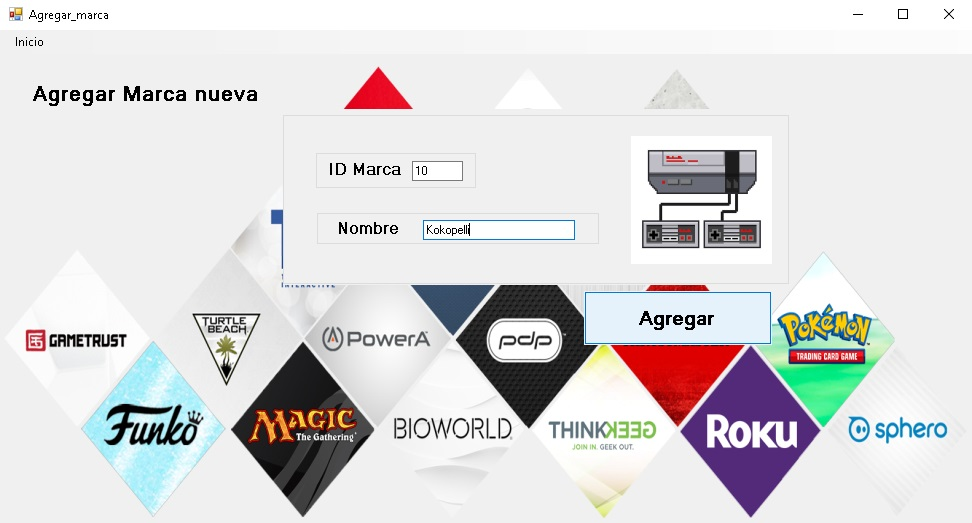 Agregar_marca
Inicio
Agregar Marca nueva
ID Marca 10
Nombre Kokopelli
INTERACTIVE
Agregar
GAMETRUST
TURTLE BEACH
PowerA
pdp
Pokémon
TRADING CARD GAME
Funko
MAGIC
The Gathering
BIOWORLD
THINKGEEK
JOIN IN. GEEK OUT.
ROKU
sphero